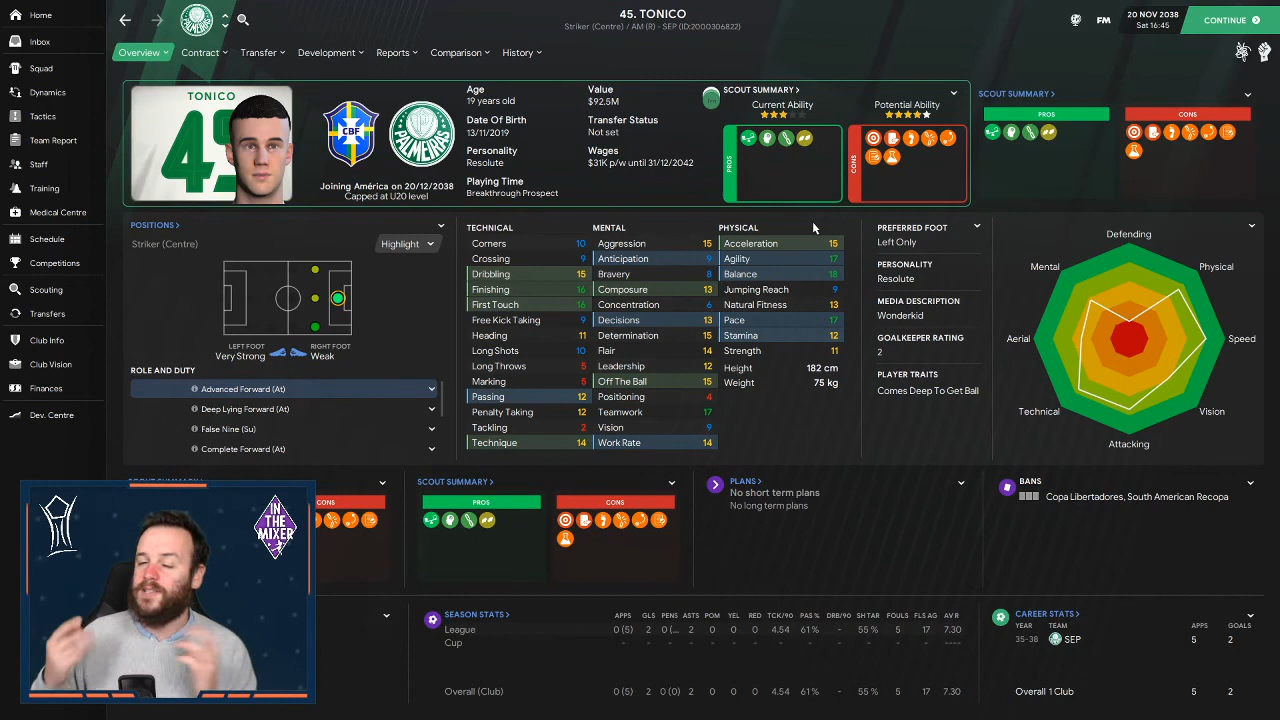 Home
Inbox
Squad
Dynamics
Tactics
Team Report
Staff
Training
Medical Centre
Schedule
Competitions
Scouting
Transfers
Club Info
Club Vision
Finances
Dev. Centre
45. TONICO
Striker (Centre) / AM (R) - SEP (ID:2000306822)
FM
20 NOV 2038
Sat 16:45
CONTINUE
Overview
Contract
Transfer
Development
Reports
Comparison
History
TONICO
PALMEIRAS
CBF
Joining América on 20/12/2038
Capped at U20 level
Age
19 years old
Date Of Birth
13/11/2019
Personality
Resolute
Playing Time
Breakthrough Prospect
Value
$92.5M
Transfer Status
Not set
Wages
$31K p/w until 31/12/2042
Trn
SCOUT SUMMARY >
Current Ability
Potential Ability
PROS
CONS
SCOUT SUMMARY >
PROS
CONS
POSITIONS >
Striker (Centre)
Highlight
LEFT FOOT
Very Strong
RIGHT FOOT
Weak
ROLE AND DUTY
Advanced Forward (At)
Deep Lying Forward (At)
False Nine (Su)
Complete Forward (At)
TECHNICAL
Corners 10
Crossing 9
Dribbling 15
Finishing 16
First Touch 16
Free Kick Taking 9
Heading 11
Long Shots 10
Long Throws 5
Marking 5
Passing 12
Penalty Taking 12
Tackling 2
Technique 14
MENTAL
Aggression 15
Anticipation 9
Bravery 8
Composure 13
Concentration 6
Decisions 13
Determination 15
Flair 14
Leadership 12
Off The Ball 15
Positioning 4
Teamwork 17
Vision 9
Work Rate 14
PHYSICAL
Acceleration 15
Agility 17
Balance 18
Jumping Reach 9
Natural Fitness 13
Pace 17
Stamina 12
Strength 11
Height 182 cm
Weight 75 kg
PREFERRED FOOT
Left Only
PERSONALITY
Resolute
MEDIA DESCRIPTION
Wonderkid
GOALKEEPER RATING
2
PLAYER TRAITS
Comes Deep To Get Ball
Defending
Physical
Speed
Vision
Attacking
Technical
Aerial
Mental
CONS
SCOUT SUMMARY >
PROS
CONS
PLANS >
No short term plans
No long term plans
BANS
Copa Libertadores, South American Recopa
IN
THE
MIXER
SEASON STATS > APPS GLS PENS ASTS POM YEL RED TCK/90 PAS % DRB/90 SH TAR FOULS FLS AG AV R
League 0 (5) 2 0 (... 2 0 0 0 4.54 61 % - 55 % 5 17 7.30
Cup - - - - - - - - - - - - - ----
Overall (Club) 0 (5) 2 0 (0) 2 0 0 0 4.54 61 % - 55 % 5 17 7.30
CAREER STATS >
YEAR TEAM APPS GOALS
35-38 SEP 5 2
Overall 1 Club 5 2